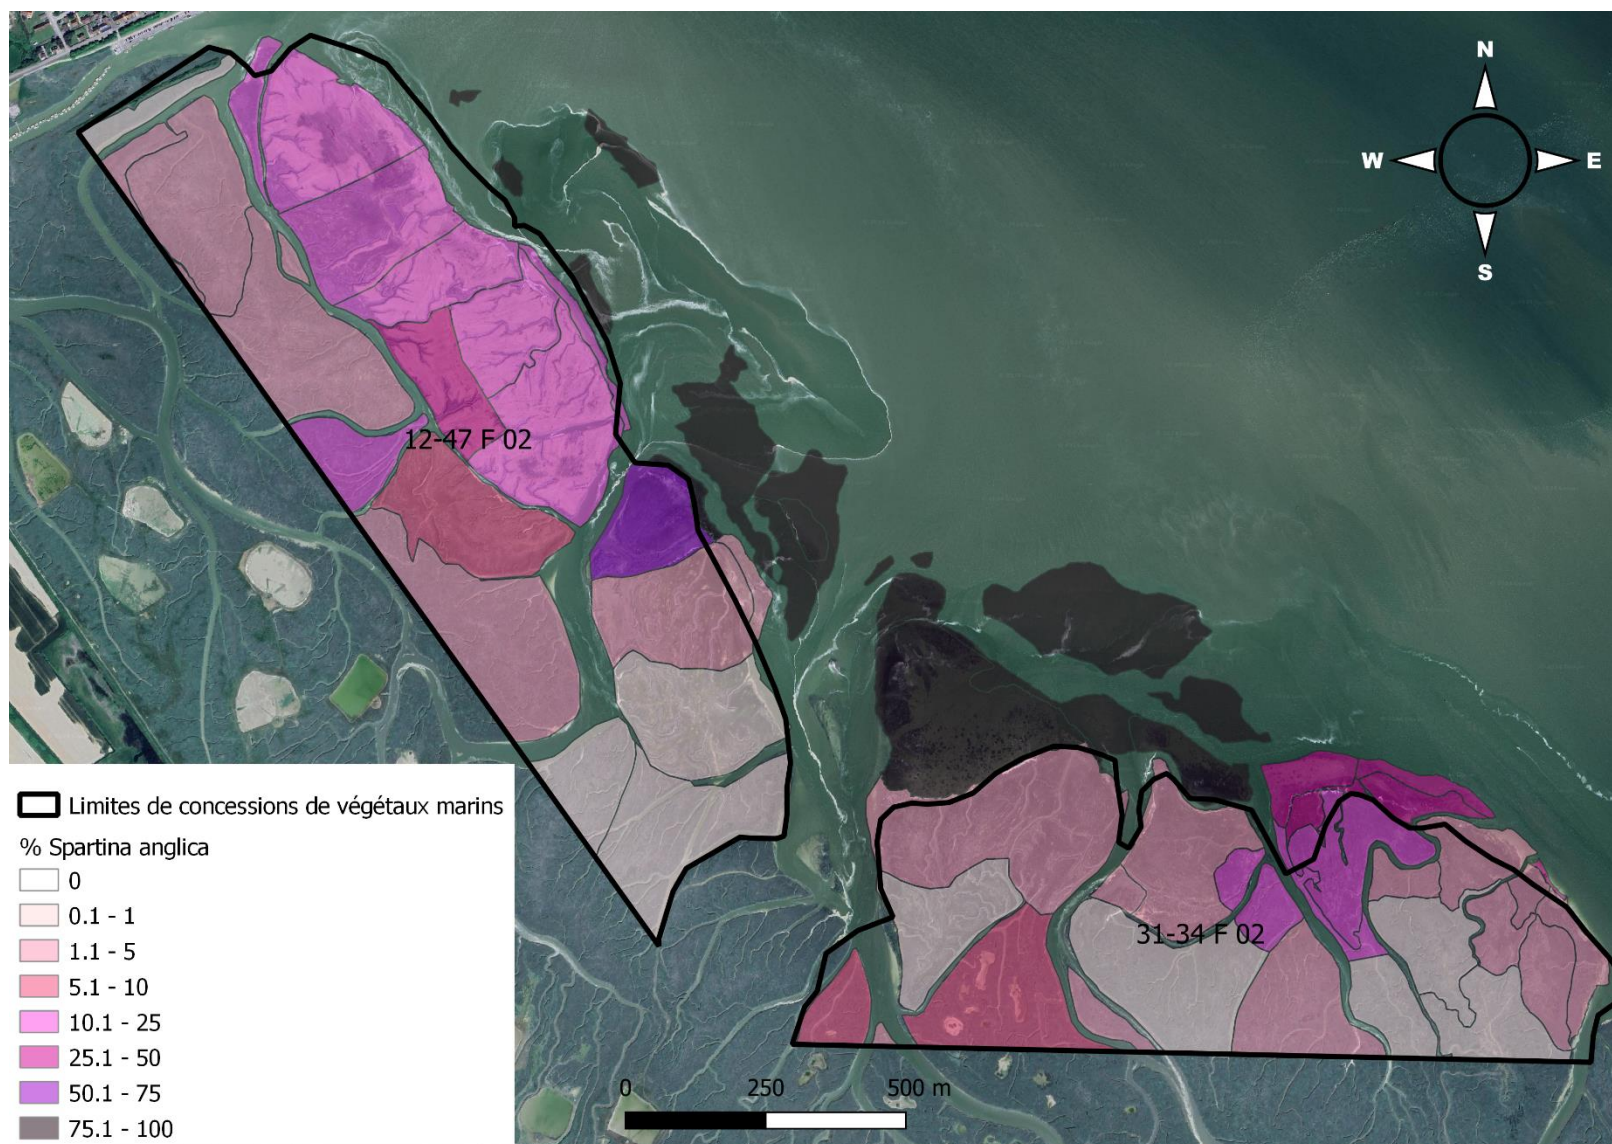 N
W E
S
12-47 F 02
31-34 F 02
Limites de concessions de végétaux marins
% Spartina anglica
0
0.1 - 1
1.1 - 5
5.1 - 10
10.1 - 25
25.1 - 50
50.1 - 75
75.1 - 100
0 250 500 m